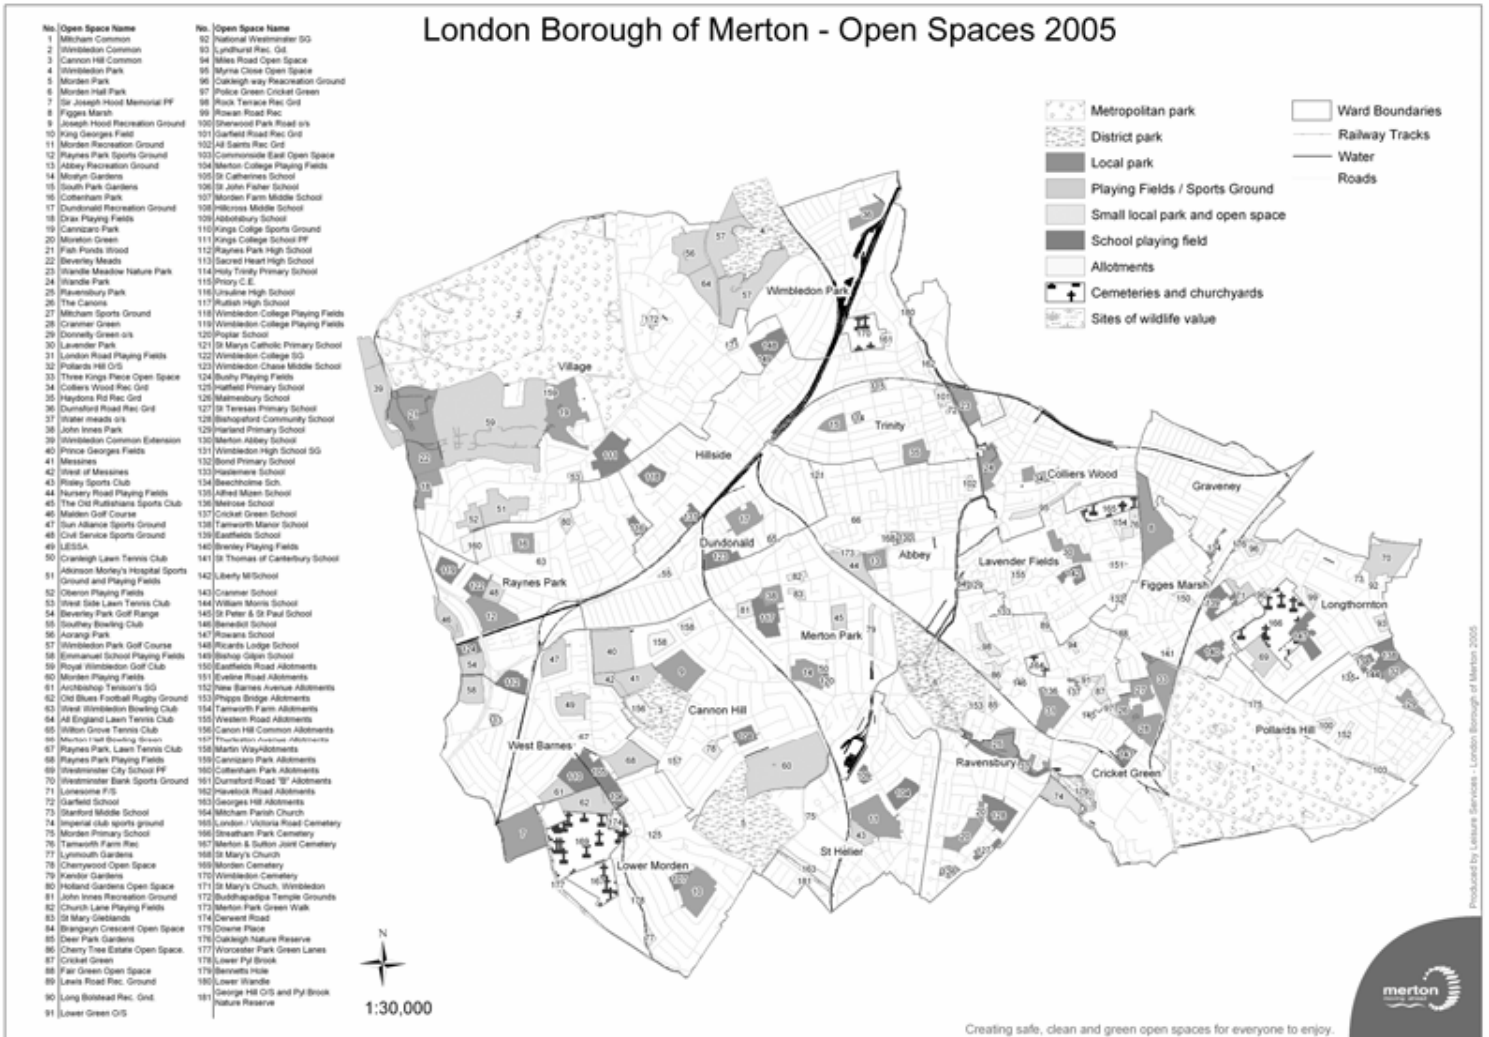 London Borough of Merton - Open Spaces 2005
No. Open Space Name
1 Mitcham Common
2 Wimbledon Common
3 Cannon Hill Common
4 Wimbledon Park
5 Morden Park
6 Morden Hall Park
7 Sir Joseph Hood Memorial PF
8 Figges Marsh
9 Joseph Hood Recreation Ground
10 King Georges Field
11 Morden Recreation Ground
12 Raynes Park Sports Ground
13 Abbey Recreation Ground
14 Mostyn Gardens
15 South Park Gardens
16 Cottenham Park
17 Dundonald Recreation Ground
18 Drax Playing Fields
19 Cannizaro Park
20 Moreton Green
21 Fish Ponds Wood
22 Beverley Meads
23 Wandle Meadow Nature Park
24 Wandle Park
25 Ravensbury Park
26 The Canons
27 Mitcham Sports Ground
28 Cranmer Green
29 Donnelly Green o/s
30 Lavender Park
31 London Road Playing Fields
32 Pollards Hill O/S
33 Three Kings Piece Open Space
34 Colliers Wood Rec Grd
35 Haydons Rd Rec Grd
36 Durnsford Road Rec Grd
37 Water meads o/s
38 John Innes Park
39 Wimbledon Common Extension
40 Prince Georges Fields
41 Messines
42 West of Messines
43 Risley Sports Club
44 Nursery Road Playing Fields
45 The Old Rutlishians Sports Club
46 Malden Golf Course
47 Sun Alliance Sports Ground
48 Civil Service Sports Ground
49 LESSA
50 Cranleigh Lawn Tennis Club
51 Atkinson Morley's Hospital Sports
Ground and Playing Fields
52 Oberon Playing Fields
53 West Side Lawn Tennis Club
54 Beverley Park Golf Range
55 Southey Bowling Club
56 Aorangi Park
57 Wimbledon Park Golf Course
58 Emmanuel School Playing Fields
59 Royal Wimbledon Golf Club
60 Morden Playing Fields
61 Archbishop Tenison's SG
62 Old Blues Football Rugby Ground
63 West Wimbledon Bowling Club
64 All England Lawn Tennis Club
65 Wilton Grove Tennis Club
66 Merton Hall Bowling Green
67 Raynes Park, Lawn Tennis Club
68 Raynes Park Playing Fields
69 Westminster City School PF
70 Westminster Bank Sports Ground
71 Lonesome F/S
72 Garfield School
73 Stanford Middle School
74 Imperial club sports ground
75 Morden Primary School
76 Tamworth Farm Rec
77 Lynmouth Gardens
78 Cherrywood Open Space
79 Kendor Gardens
80 Holland Gardens Open Space
81 John Innes Recreation Ground
82 Church Lane Playing Fields
83 St Mary Gleblands
84 Brangwyn Crescent Open Space
85 Deer Park Gardens
86 Cherry Tree Estate Open Space.
87 Cricket Green
88 Fair Green Open Space
89 Lewis Road Rec. Ground
90 Long Bolstead Rec. Gnd.
91 Lower Green O/S
No. Open Space Name
92 National Westminster SG
93 Lyndhurst Rec. Gd.
94 Miles Road Open Space
95 Myrna Close Open Space
96 Oakleigh way Reacreation Ground
97 Police Green Cricket Green
98 Rock Terrace Rec Grd
99 Rowan Road Rec
100 Sherwood Park Road o/s
101 Garfield Road Rec Grd
102 All Saints Rec Grd
103 Commonside East Open Space
104 Merton College Playing Fields
105 St Catherines School
106 St John Fisher School
107 Morden Farm Middle School
108 Hillcross Middle School
109 Abbotsbury School
110 Kings Collge Sports Ground
111 Kings College School PF
112 Raynes Park High School
113 Sacred Heart High School
114 Holy Trinity Primary School
115 Priory C.E.
116 Ursuline High School
117 Rutlish High School
118 Wimbledon College Playing Fields
119 Wimbledon College Playing Fields
120 Poplar School
121 St Marys Catholic Primary School
122 Wimbledon College SG
123 Wimbledon Chase Middle School
124 Bushy Playing Fields
125 Hatfield Primary School
126 Malmesbury School
127 St Teresas Primary School
128 Bishopsford Community School
129 Harland Primary School
130 Merton Abbey School
131 Wimbledon High School SG
132 Bond Primary School
133 Haslemere School
134 Beechholme Sch.
135 Alfred Mizen School
136 Melrose School
137 Cricket Green School
138 Tamworth Manor School
139 Eastfields School
140 Brenley Playing Fields
141 St Thomas of Canterbury School
142 Liberty M/School
143 Cranmer School
144 William Morris School
145 St Peter & St Paul School
146 Benedict School
147 Rowans School
148 Ricards Lodge School
149 Bishop Gilpin School
150 Eastfields Road Allotments
151 Eveline Road Allotments
152 New Barnes Avenue Allotments
153 Phipps Bridge Allotments
154 Tamworth Farm Allotments
155 Western Road Allotments
156 Canon Hill Common Allotments
157 Thurleston Avenue Allotments
158 Martin WayAllotments
159 Cannizaro Park Allotments
160 Cottenham Park Allotments
161 Durnsford Road "B" Allotments
162 Havelock Road Allotments
163 Georges Hill Allotments
164 Mitcham Parish Church
165 London / Victoria Road Cemetery
166 Streatham Park Cemetery
167 Merton & Sutton Joint Cemetery
168 St Mary's Church
169 Morden Cemetery
170 Wimbledon Cemetery
171 St Mary's Chuch, Wimbledon
172 Buddhapadipa Temple Grounds
173 Merton Park Green Walk
174 Derwent Road
175 Downe Place
176 Oakleigh Nature Reserve
177 Worcester Park Green Lanes
178 Lower Pyl Brook
179 Bennetts Hole
180 Lower Wandle
181 George Hill O/S and Pyl Brook
Nature Reserve
Metropolitan park
District park
Local park
Playing Fields / Sports Ground
Small local park and open space
School playing field
Allotments
Cemeteries and churchyards
Sites of wildlife value
Ward Boundaries
Railway Tracks
Water
Roads
Wimbledon Park
Village
Trinity
Hillside
Colliers Wood
Graveney
Dundonald
Abbey
Lavender Fields
Raynes Park
Figges Marsh
Longthornton
Merton Park
Cannon Hill
West Barnes
Pollards Hill
Ravensbury
Cricket Green
St Helier
Lower Morden
N
1:30,000
Produced by Leisure Services - London Borough of Merton 2005
merton
moving ahead
Creating safe, clean and green open spaces for everyone to enjoy.